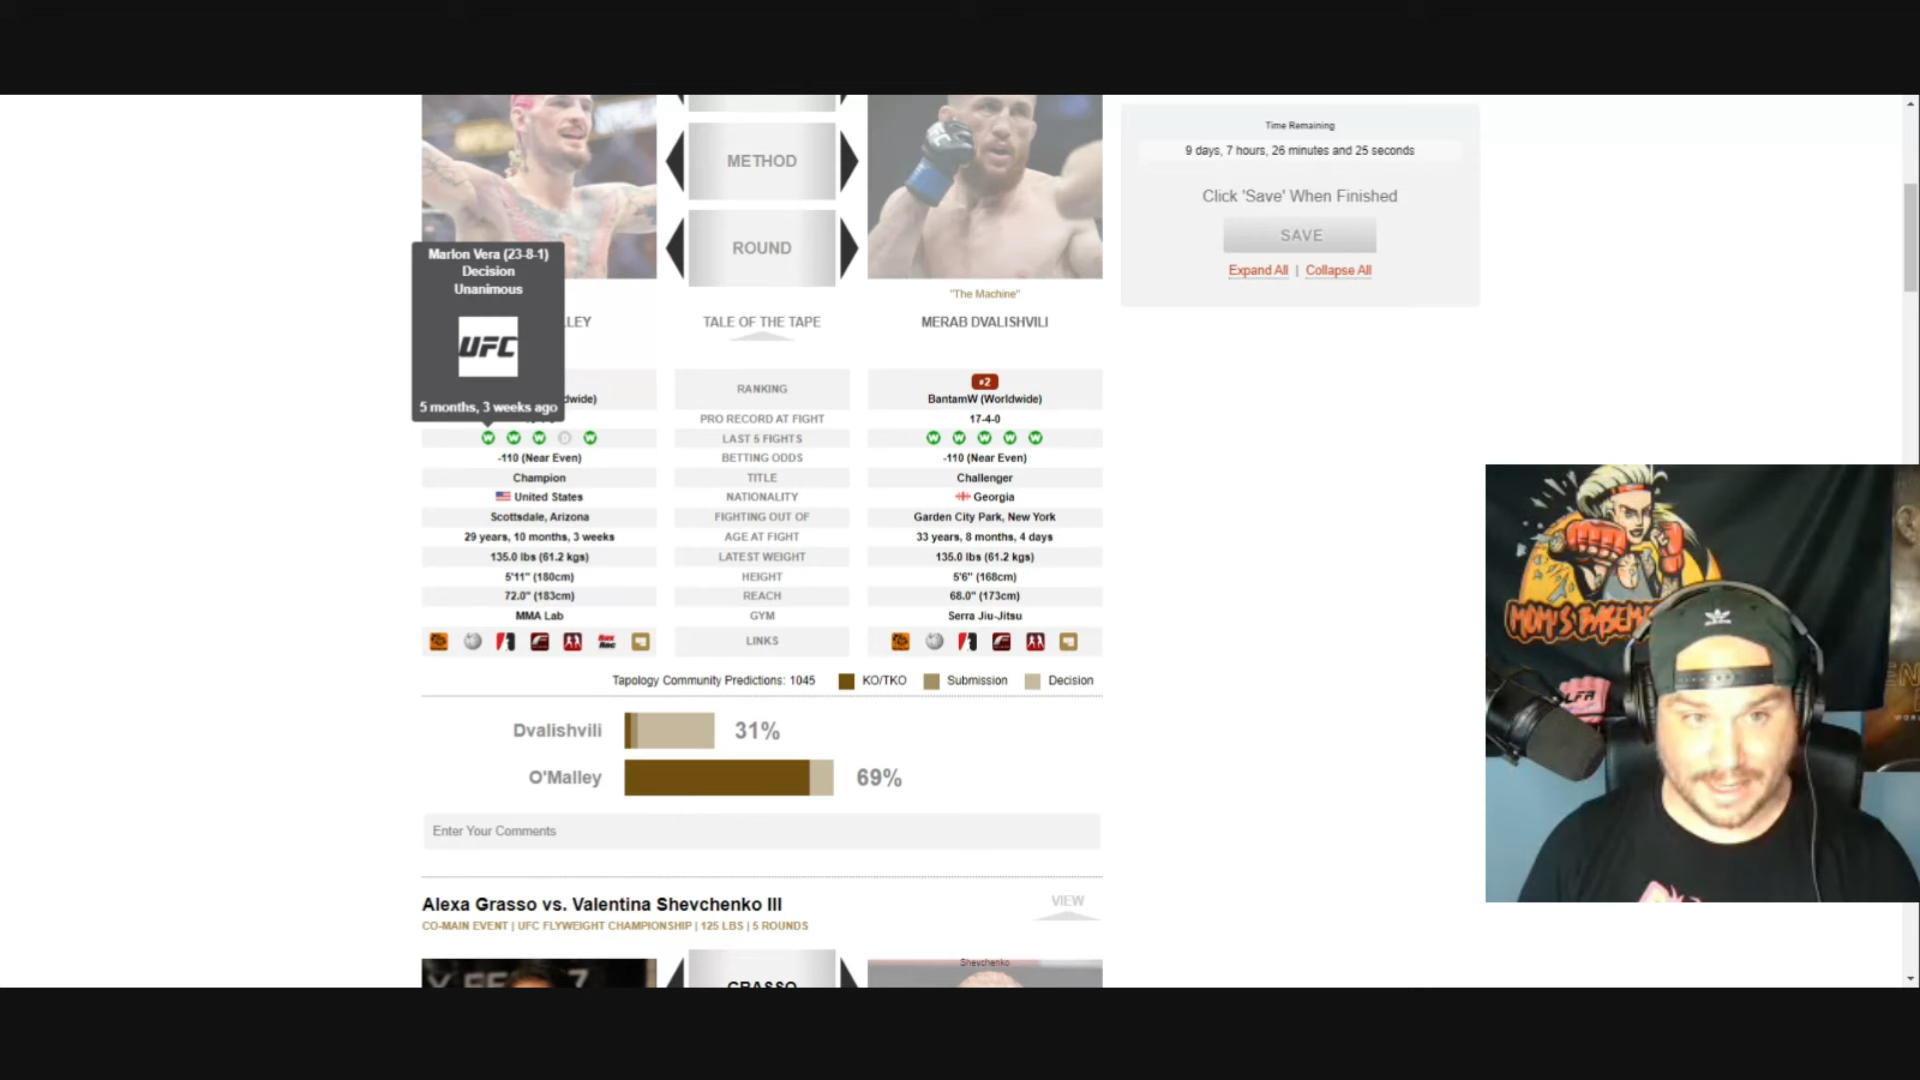 METHOD
ROUND
Time Remaining
9 days, 7 hours, 26 minutes and 25 seconds
Click 'Save' When Finished
SAVE
Expand All | Collapse All
Marlon Vera (23-8-1)
Decision
Unanimous
UFC
5 months, 3 weeks ago
"The Machine"
LLEY TALE OF THE TAPE MERAB DVALISHVILI
#2
dwide) RANKING BantamW (Worldwide)
PRO RECORD AT FIGHT 17-4-0
W W W D W LAST 5 FIGHTS W W W W W
-110 (Near Even) BETTING ODDS -110 (Near Even)
Champion TITLE Challenger
United States NATIONALITY Georgia
Scottsdale, Arizona FIGHTING OUT OF Garden City Park, New York
29 years, 10 months, 3 weeks AGE AT FIGHT 33 years, 8 months, 4 days
135.0 lbs (61.2 kgs) LATEST WEIGHT 135.0 lbs (61.2 kgs)
5'11" (180cm) HEIGHT 5'6" (168cm)
72.0" (183cm) REACH 68.0" (173cm)
MMA Lab GYM Serra Jiu-Jitsu
LINKS
Tapology Community Predictions: 1045 KO/TKO Submission Decision
Dvalishvili 31%
O'Malley 69%
Enter Your Comments
Alexa Grasso vs. Valentina Shevchenko III VIEW
CO-MAIN EVENT | UFC FLYWEIGHT CHAMPIONSHIP | 125 LBS | 5 ROUNDS
Shevchenko
GRASSO
MOM'S BASEME
LFA